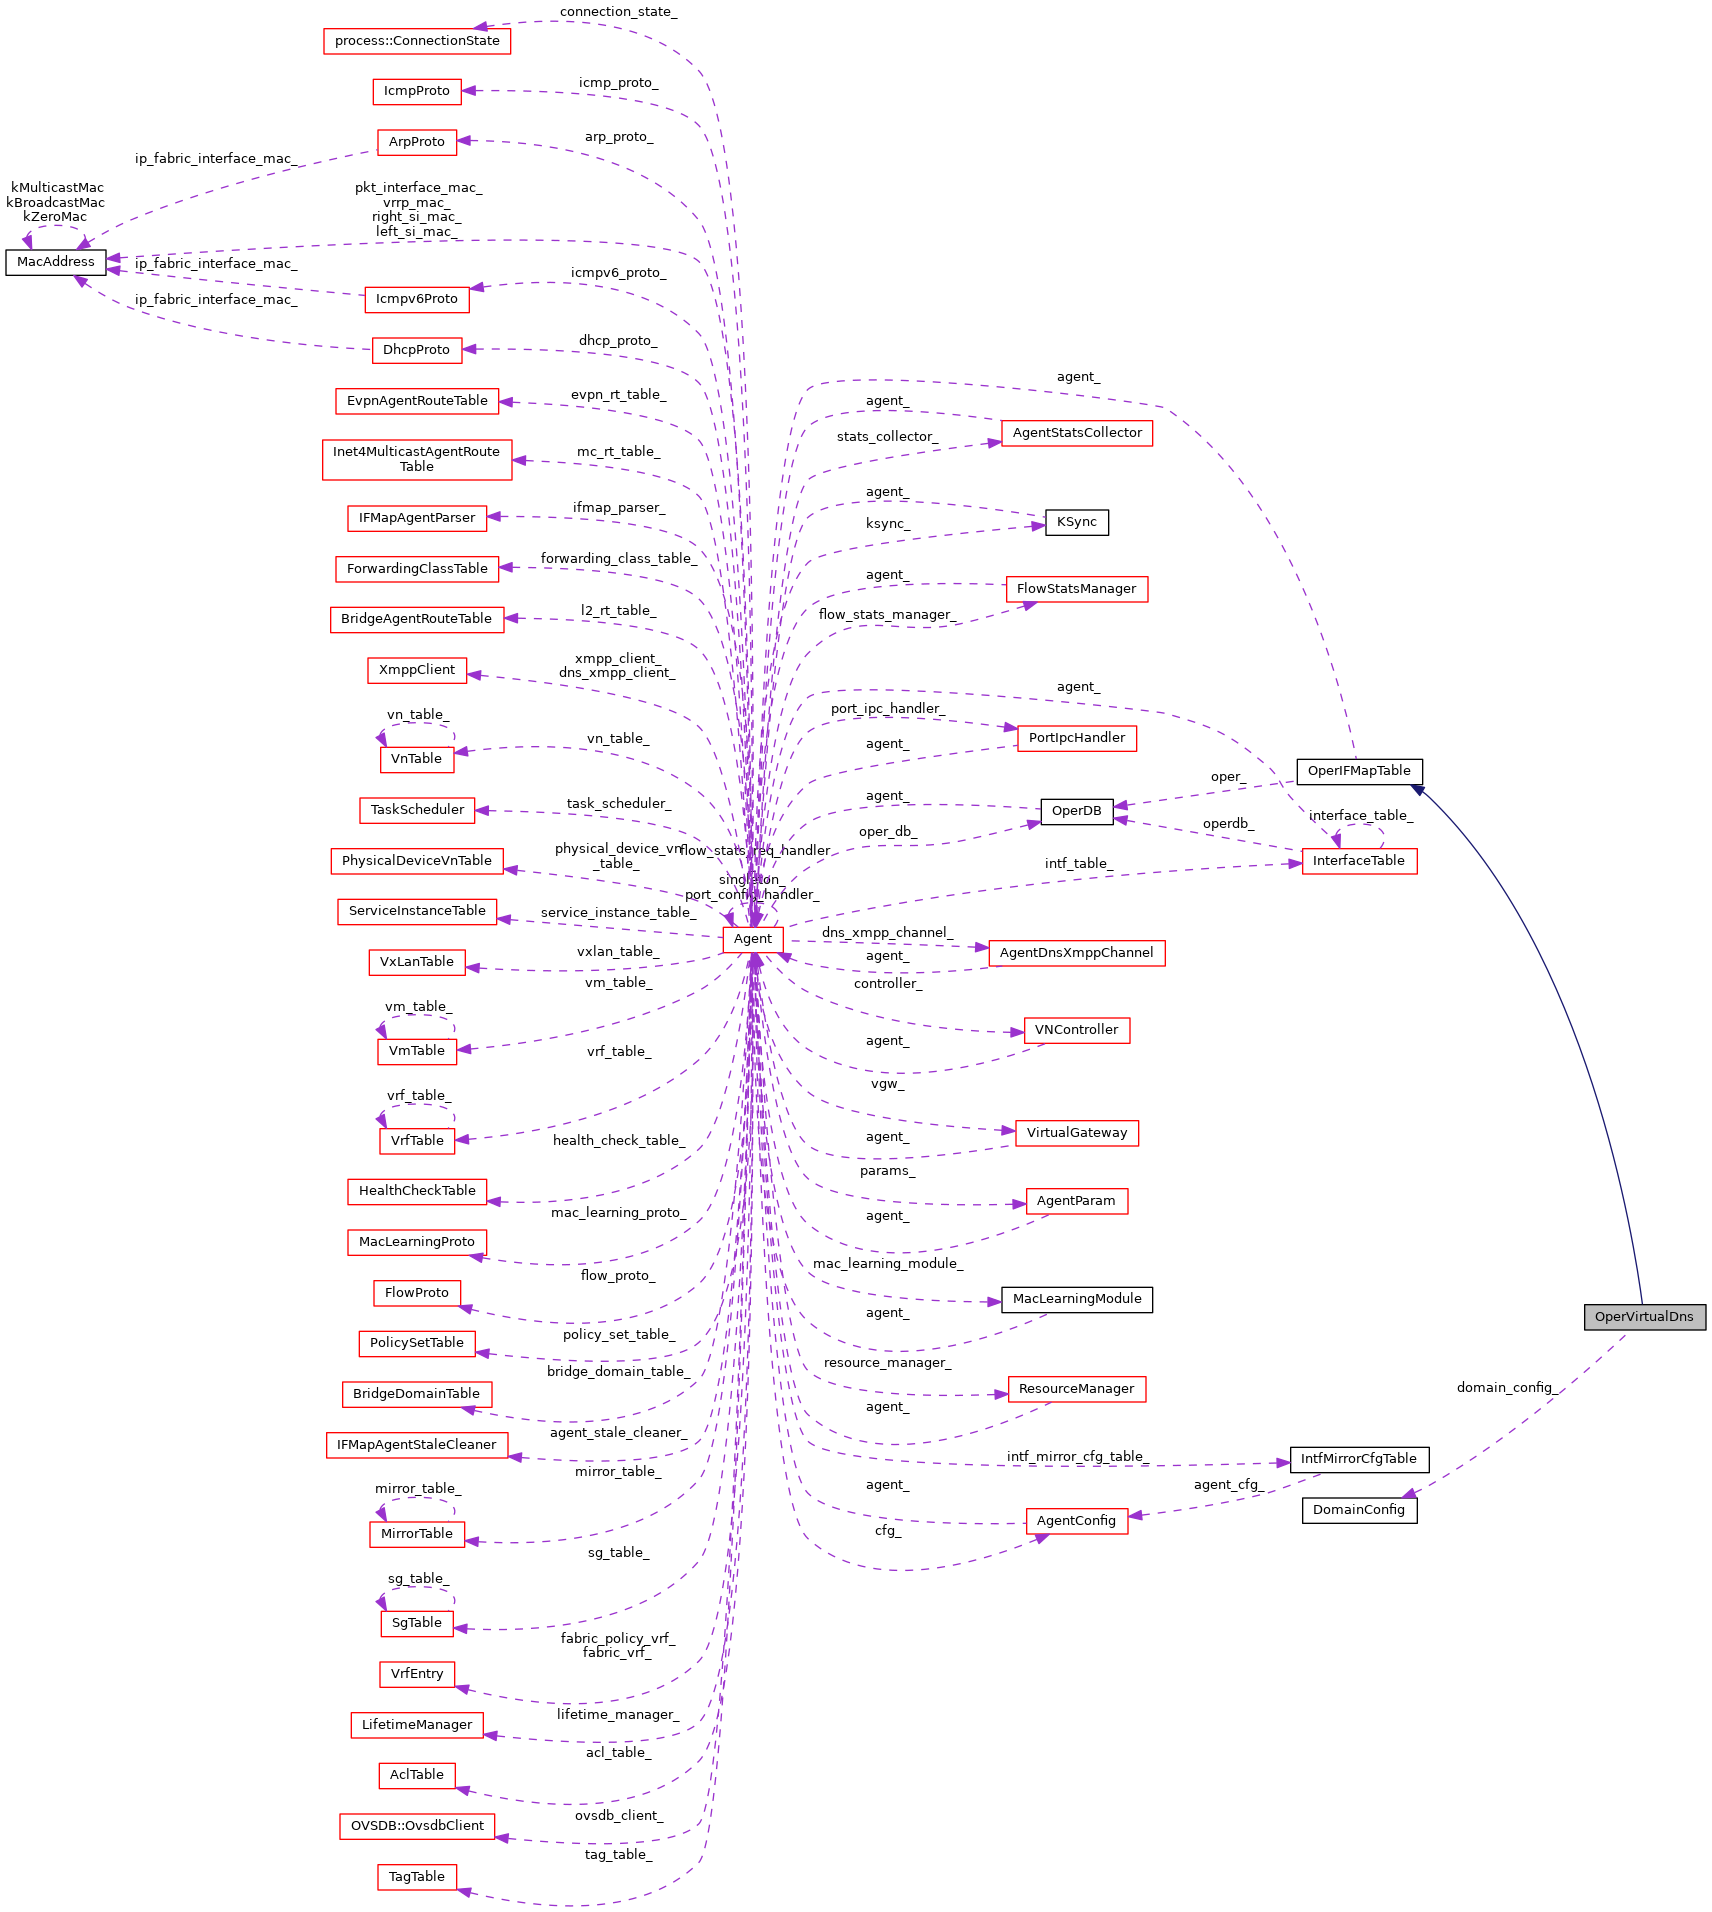 connection_state_
process::ConnectionState
icmp_proto_
IcmpProto
arp_proto_
ArpProto
ip_fabric_interface_mac_
kMulticastMac
kBroadcastMac
kZeroMac
MacAddress
pkt_interface_mac_
vrrp_mac_
right_si_mac_
left_si_mac_
ip_fabric_interface_mac_
icmpv6_proto_
Icmpv6Proto
ip_fabric_interface_mac_
dhcp_proto_
DhcpProto
evpn_rt_table_
EvpnAgentRouteTable
mc_rt_table_
Inet4MulticastAgentRoute
Table
ifmap_parser_
IFMapAgentParser
forwarding_class_table_
ForwardingClassTable
l2_rt_table_
BridgeAgentRouteTable
xmpp_client_
dns_xmpp_client_
XmppClient
vn_table_
vn_table_
VnTable
task_scheduler_
TaskScheduler
physical_device_vn
_table_
PhysicalDeviceVnTable
service_instance_table_
ServiceInstanceTable
vxlan_table_
VxLanTable
vm_table_
vm_table_
VmTable
vrf_table_
vrf_table_
VrfTable
health_check_table_
HealthCheckTable
mac_learning_proto_
MacLearningProto
flow_proto_
FlowProto
policy_set_table_
PolicySetTable
bridge_domain_table_
BridgeDomainTable
agent_stale_cleaner_
IFMapAgentStaleCleaner
mirror_table_
mirror_table_
MirrorTable
sg_table_
sg_table_
SgTable
fabric_policy_vrf_
fabric_vrf_
VrfEntry
lifetime_manager_
LifetimeManager
acl_table_
AclTable
ovsdb_client_
OVSDB::OvsdbClient
tag_table_
TagTable
flow_stats_req_handler
singleton_
port_config_handler_
Agent
agent_
agent_
AgentStatsCollector
stats_collector_
agent_
KSync
ksync_
agent_
FlowStatsManager
flow_stats_manager_
agent_
port_ipc_handler_
PortIpcHandler
agent_
agent_
OperDB
oper_db_
oper_
OperIFMapTable
operdb_
interface_table_
InterfaceTable
intf_table_
dns_xmpp_channel_
AgentDnsXmppChannel
agent_
controller_
VNController
agent_
vgw_
VirtualGateway
agent_
params_
AgentParam
agent_
mac_learning_module_
MacLearningModule
agent_
OperVirtualDns
resource_manager_
ResourceManager
agent_
domain_config_
intf_mirror_cfg_table_
IntfMirrorCfgTable
agent_
agent_cfg_
DomainConfig
AgentConfig
cfg_